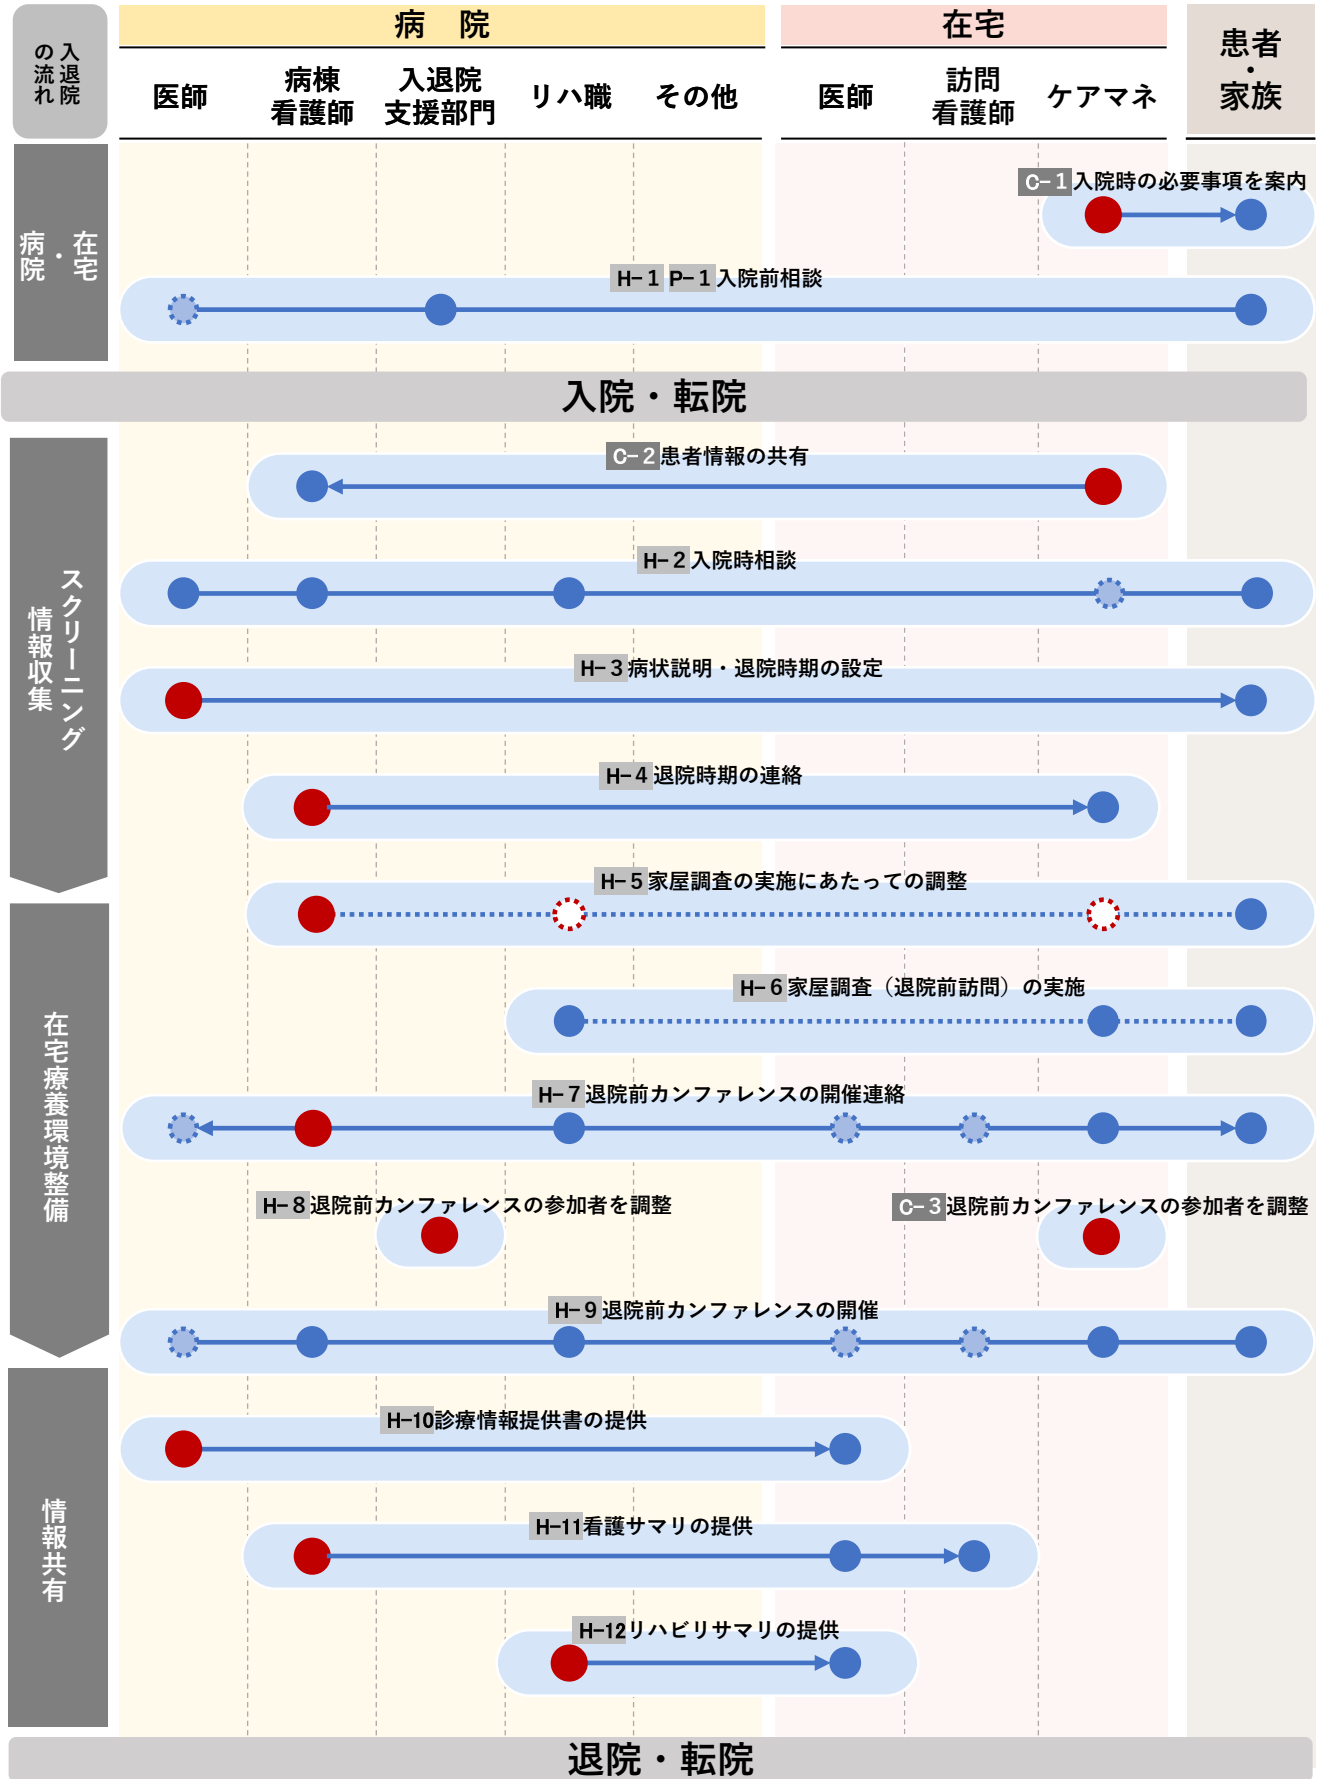 入退院
の流れ
病　院
在宅
患者
・
家族
医師
病棟
看護師
入退院
支援部門
リハ職
その他
医師
訪問
看護師
ケアマネ
在宅
・
病院
C-1入院時の必要事項を案内
H-1 P-1入院前相談
入院・転院
スクリーニング
情報収集
C-2患者情報の共有
H-2入院時相談
H-3病状説明・退院時期の設定
H-4退院時期の連絡
H-5家屋調査の実施にあたっての調整
在宅療養環境整備
H-6家屋調査（退院前訪問）の実施
H-7退院前カンファレンスの開催連絡
H-8退院前カンファレンスの参加者を調整
C-3退院前カンファレンスの参加者を調整
H-9退院前カンファレンスの開催
情報共有
H-10診療情報提供書の提供
H-11看護サマリの提供
H-12リハビリサマリの提供
退院・転院